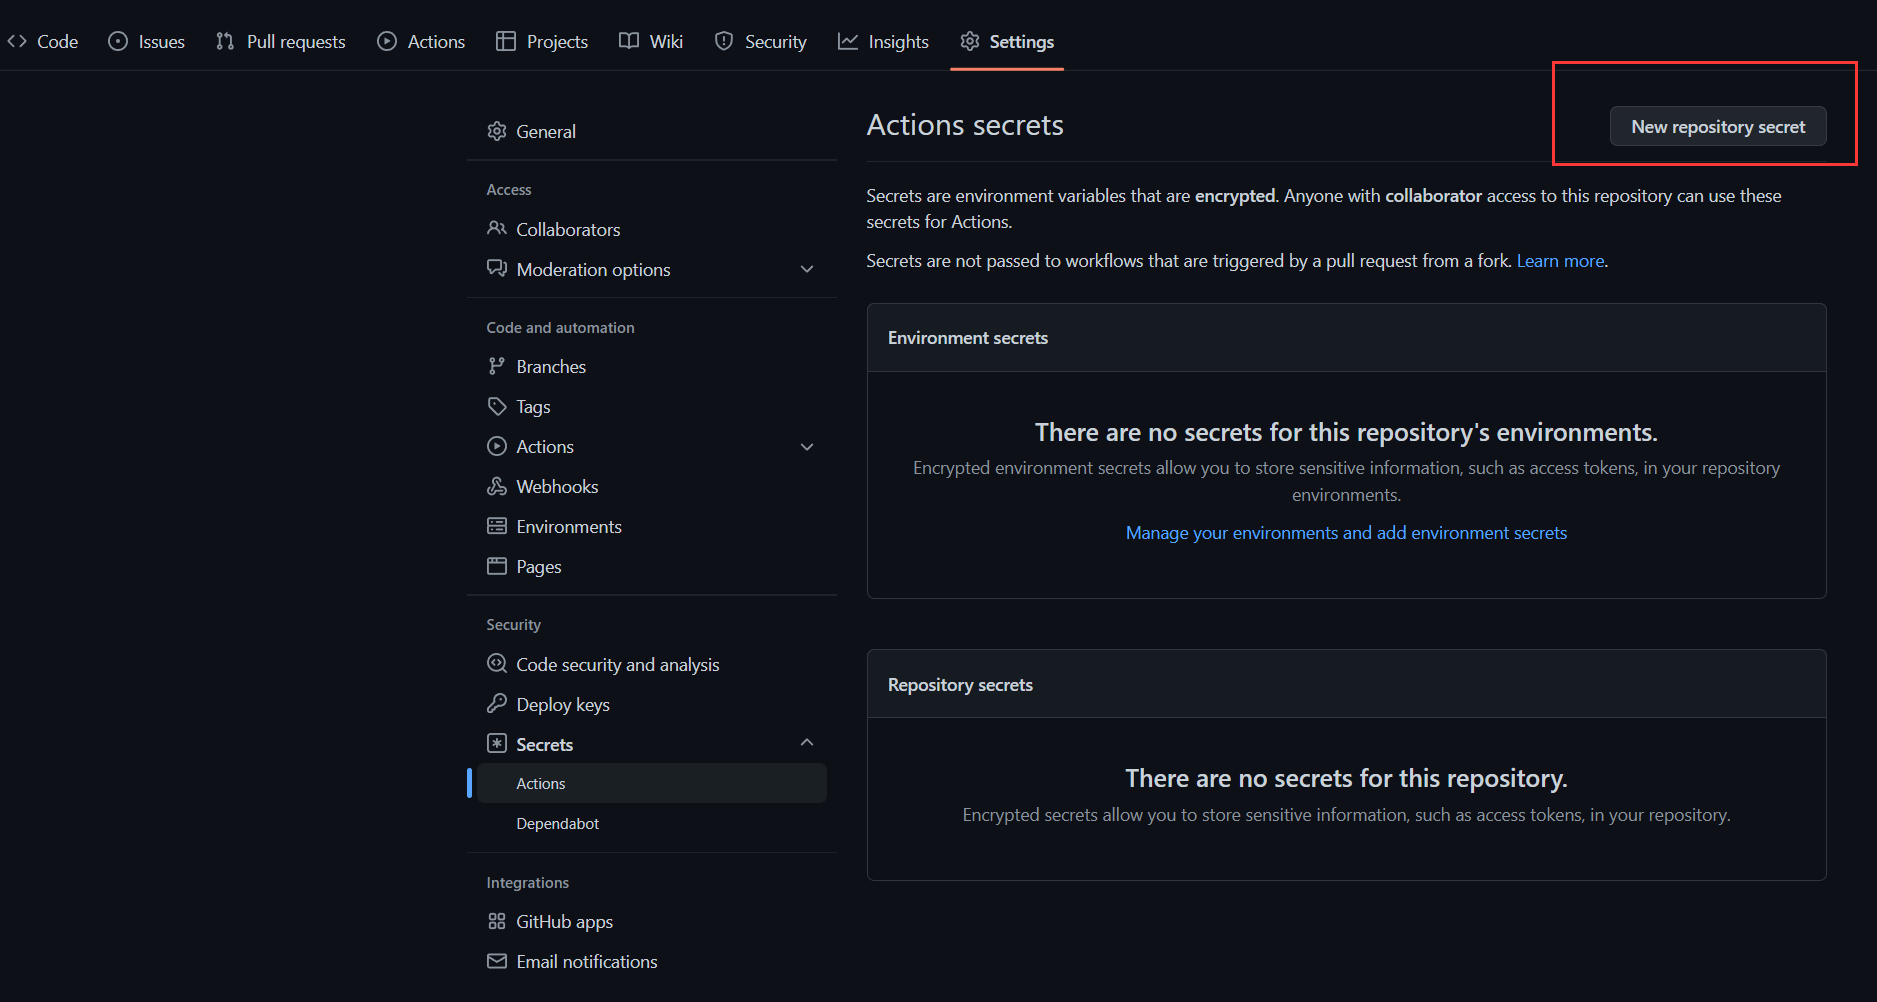 Code Issues Pull requests Actions Projects Wiki Security Insights Settings
General
Access
Collaborators
Moderation options
Code and automation
Branches
Tags
Actions
Webhooks
Environments
Pages
Security
Code security and analysis
Deploy keys
Secrets
Actions
Dependabot
Integrations
GitHub apps
Email notifications
Actions secrets
New repository secret
Secrets are environment variables that are encrypted. Anyone with collaborator access to this repository can use these
secrets for Actions.
Secrets are not passed to workflows that are triggered by a pull request from a fork. Learn more.
Environment secrets
There are no secrets for this repository's environments.
Encrypted environment secrets allow you to store sensitive information, such as access tokens, in your repository
environments.
Manage your environments and add environment secrets
Repository secrets
There are no secrets for this repository.
Encrypted secrets allow you to store sensitive information, such as access tokens, in your repository.